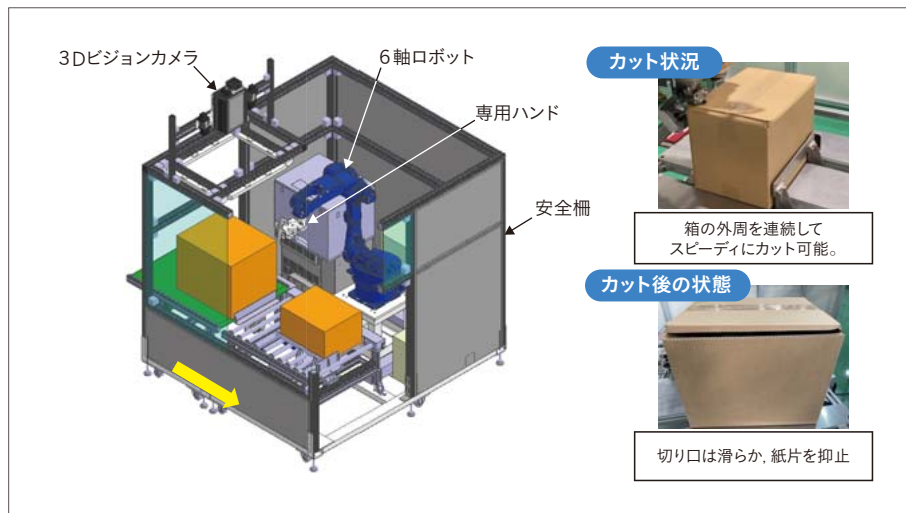 3Dビジョンカメラ
6軸ロボット
専用ハンド
安全柵
カット状況
箱の外周を連続して
スピーディにカット可能。
カット後の状態
切り口は滑らか, 紙片を抑止